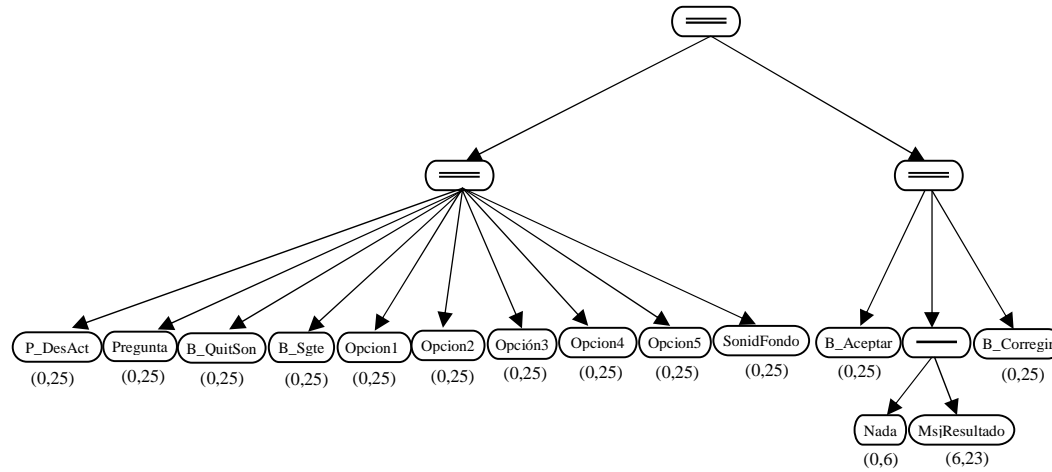 P_DesAct Pregunta B_QuitSon B_Sgte Opcion1 Opcion2 Opción3 Opcion4 Opcion5 SonidFondo B_Aceptar B_Corregir
(0,25) (0,25) (0,25) (0,25) (0,25) (0,25) (0,25) (0,25) (0,25) (0,25) (0,25) (0,25)
Nada MsjResultado
(0,6) (6,23)